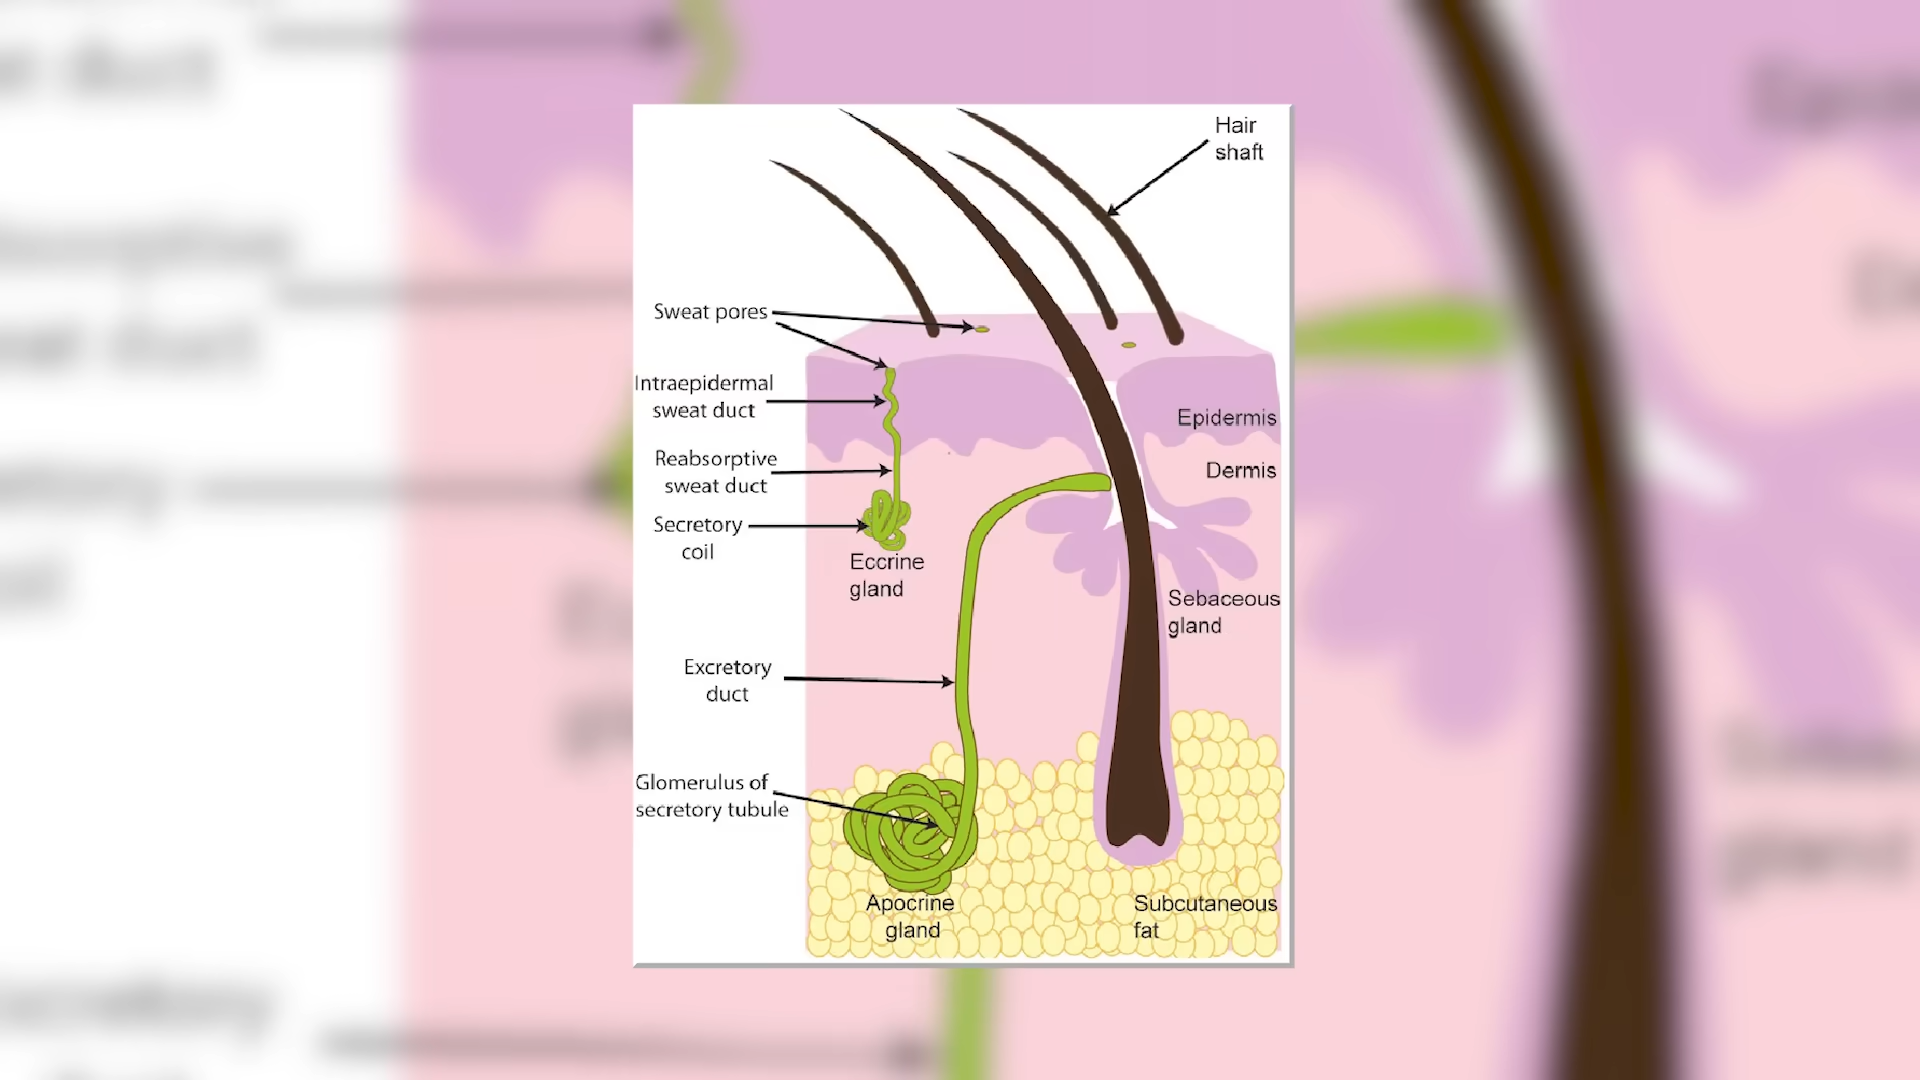 Hair
shaft
Sweat pores
Intraepidermal
sweat duct
Epidermis
Reabsorptive
sweat duct
Dermis
Secretory
coil
Eccrine
gland
Sebaceous
gland
Excretory
duct
Glomerulus of
secretory tubule
Apocrine
gland
Subcutaneous
fat